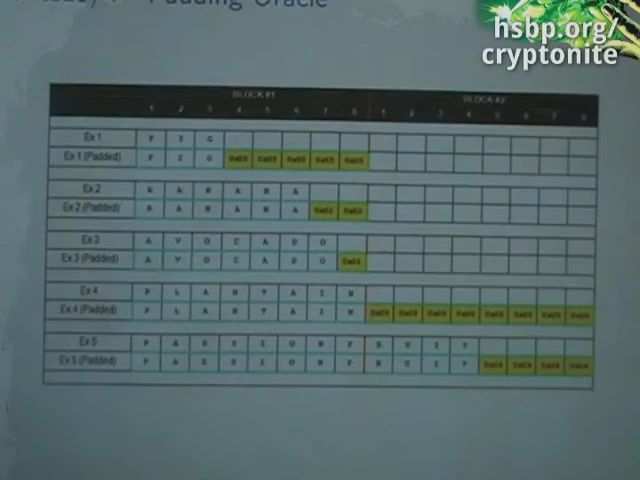 Padding Oracle
hsbp.org/
cryptonite
BLOCK #1 BLOCK #2
1 2 3 4 5 6 7 8 1 2 3 4 5 6 7 8
Ex 1 F I G
Ex 1 (Padded) F I G 0x05 0x05 0x05 0x05 0x05
Ex 2 B A N A N A
Ex 2 (Padded) B A N A N A 0x02 0x02
Ex 3 A V O C A D O
Ex 3 (Padded) A V O C A D O 0x01
Ex 4 P L A N T A I N
Ex 4 (Padded) P L A N T A I N 0x08 0x08 0x08 0x08 0x08 0x08 0x08 0x08
Ex 5 P A S S I O N F R U I T
Ex 5 (Padded) P A S S I O N F R U I T 0x04 0x04 0x04 0x04